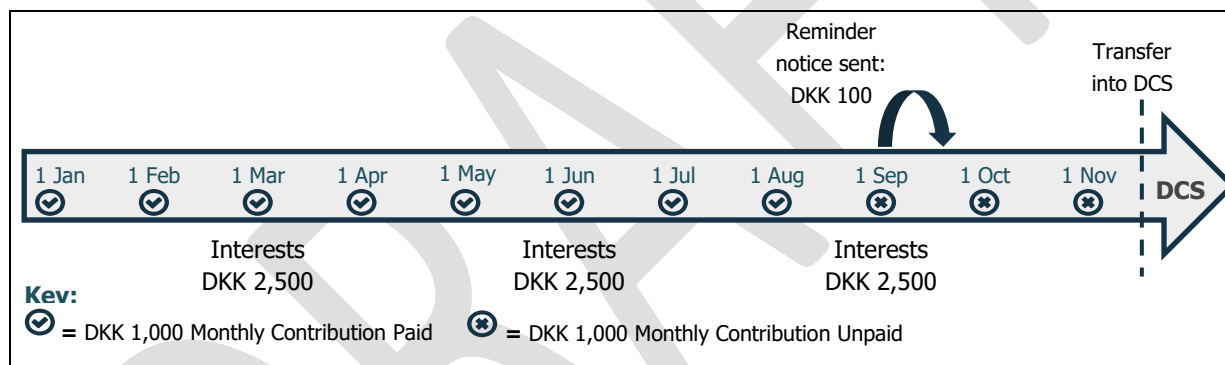 Reminder
notice sent:
DKK 100
Transfer
into DCS
1 Jan 1 Feb 1 Mar 1 Apr 1 May 1 Jun 1 Jul 1 Aug 1 Sep 1 Oct 1 Nov
DCS
Interests
DKK 2,500
Interests
DKK 2,500
Interests
DKK 2,500
Key:
= DKK 1,000 Monthly Contribution Paid
= DKK 1,000 Monthly Contribution Unpaid